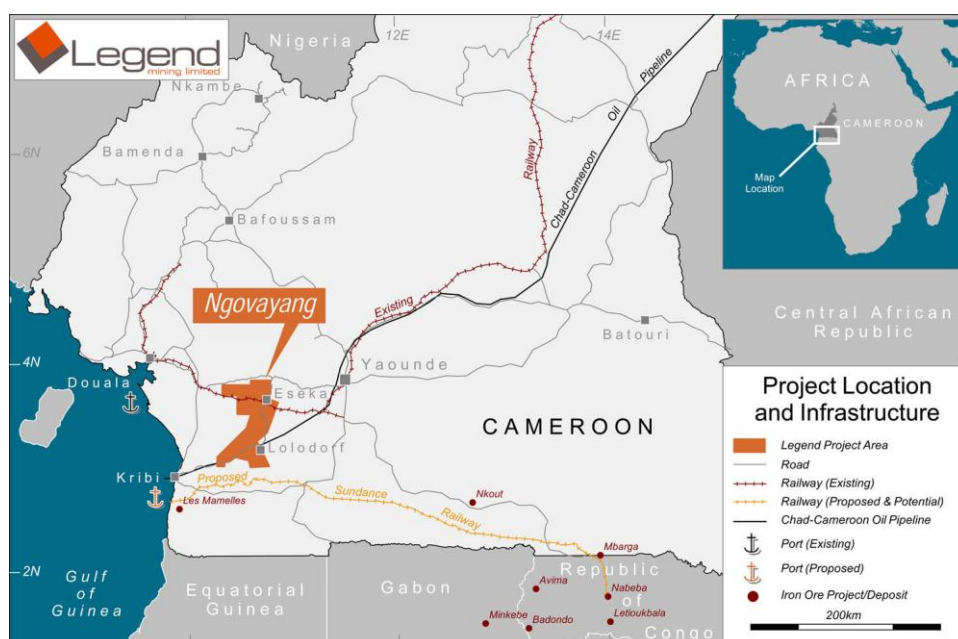 Legend
mining limited
Nigeria
12E
14E
Nkambe
6N
Bamenda
Bafoussam
Railway
Chad-Cameroon
Oil
Pipeline
Ngovayang
Existing
Batouri
4N
Douala
Yaounde
Eseka
CAMEROON
Lolodorf
Kribi
Proposed
Sundance
Railway
Les Mamelles
Nkout
Mbarga
2N
Gulf
of
Guinea
Equatorial
Guinea
Gabon
Republic
of
Congo
Avima
Nabeba
Minkebe
Badondo
Letioukbala
Central African
Republic
AFRICA
CAMEROON
Map
Location
Project Location
and Infrastructure
Legend Project Area
Road
Railway (Existing)
Railway (Proposed & Potential)
Chad-Cameroon Oil Pipeline
Port (Existing)
Port (Proposed)
Iron Ore Project/Deposit
200km